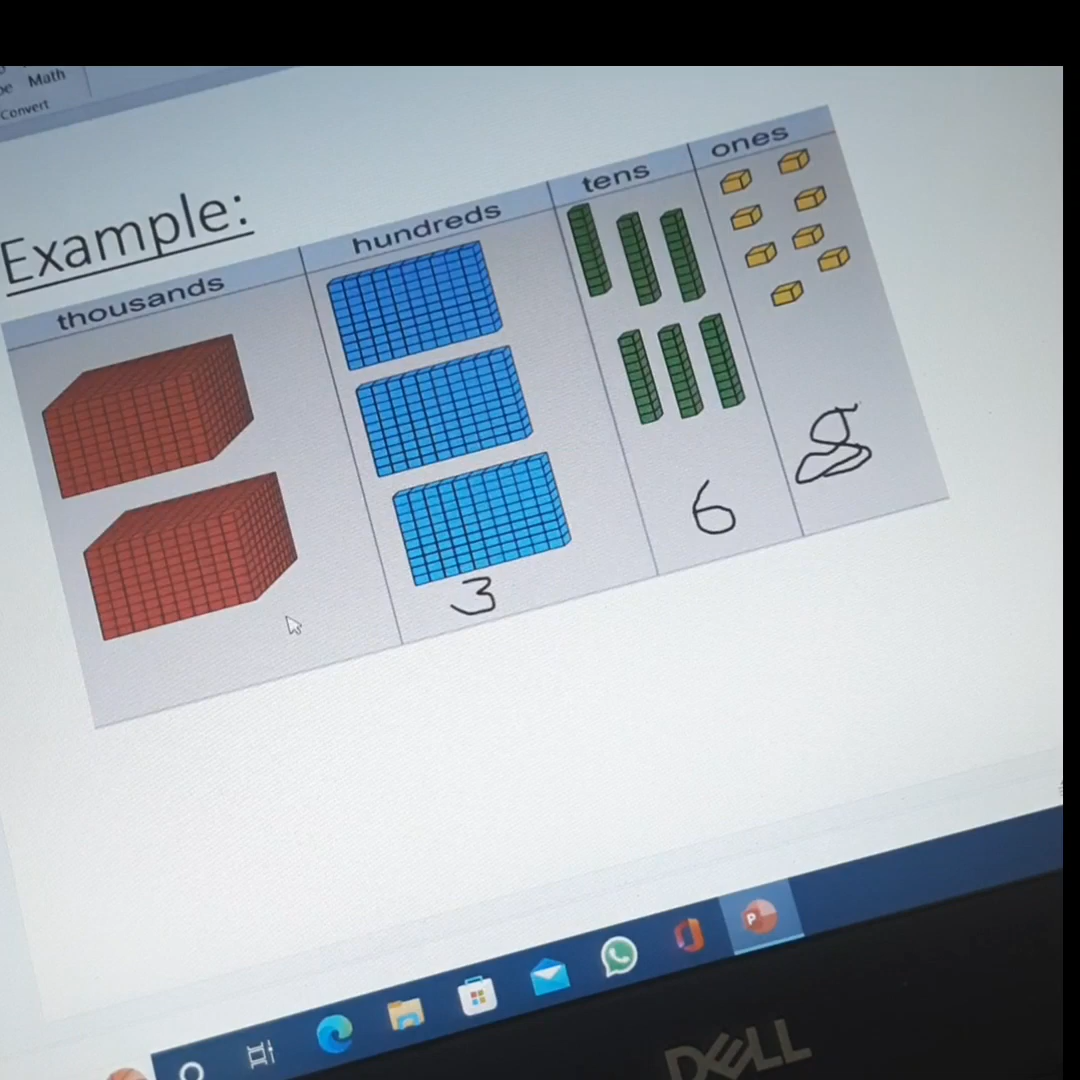 Math
Convert
Example:
thousands hundreds tens ones
3 6 8
DELL